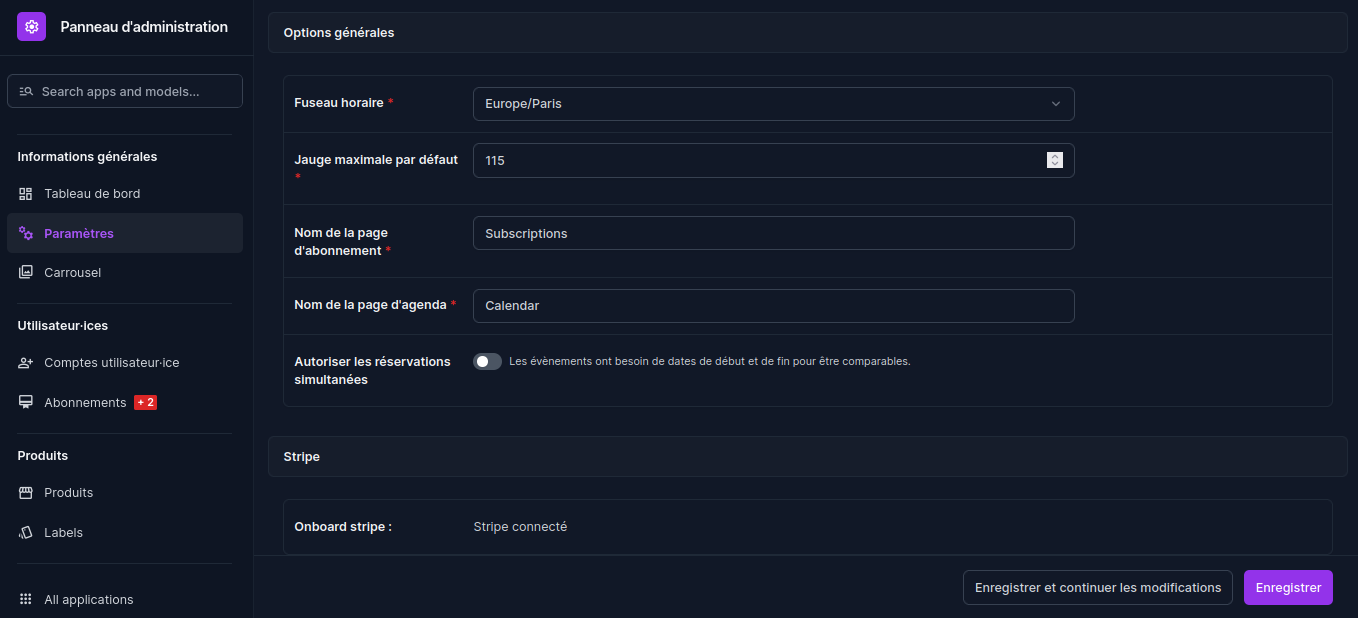 Panneau d'administration
Search apps and models...
Informations générales
Tableau de bord
Paramètres
Carrousel
Utilisateur·ices
Comptes utilisateur·ice
Abonnements + 2
Produits
Produits
Labels
All applications
Options générales
Fuseau horaire * Europe/Paris
Jauge maximale par défaut 115
*
Nom de la page Subscriptions
d'abonnement *
Nom de la page d'agenda * Calendar
Autoriser les réservations Les évènements ont besoin de dates de début et de fin pour être comparables.
simultanées
Stripe
Onboard stripe : Stripe connecté
Enregistrer et continuer les modifications Enregistrer